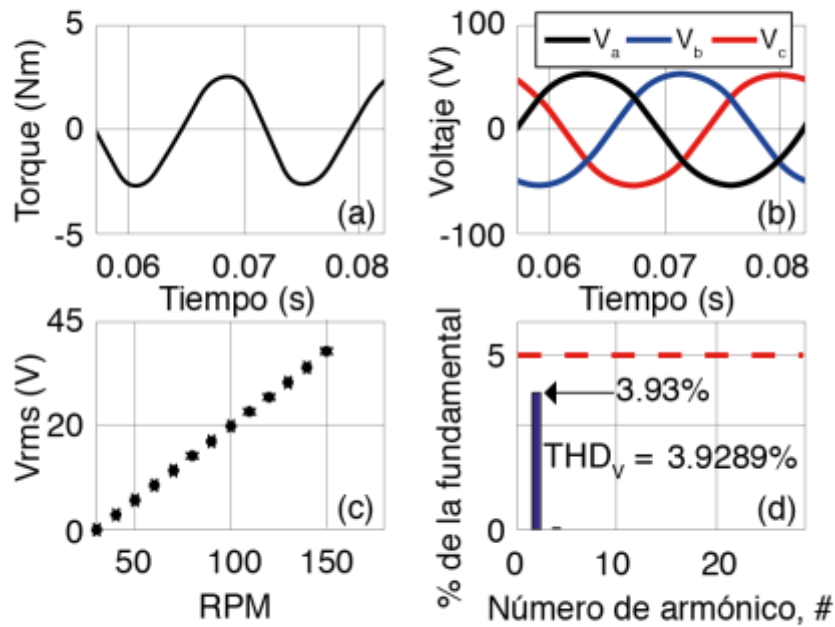 5
0
-5
Torque (Nm)
0.06 0.07 0.08
Tiempo (s)
(a)
100
0
-100
Voltaje (V)
Va Vb Vc
0.06 0.07 0.08
Tiempo (s)
(b)
45
20
0
Vrms (V)
50 100 150
RPM
(c)
5
0
% de la fundamental
3.93%
THDV = 3.9289%
(d)
0 10 20
Número de armónico, #